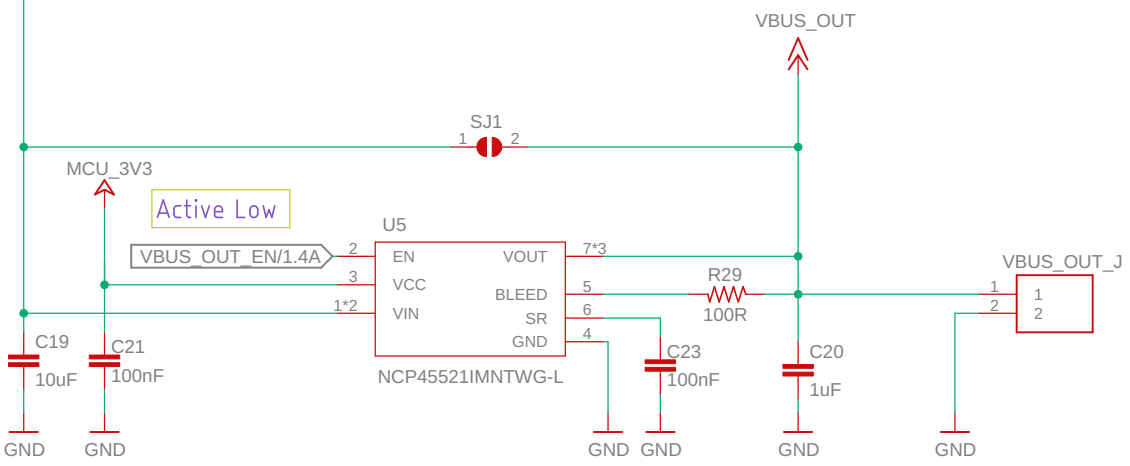 VBUS_OUT
SJ1
1 2
MCU_3V3
Active Low
U5
VBUS_OUT_EN/1.4A
2 EN VOUT 7*3
3 VCC
BLEED 5
1*2 VIN
SR 6
GND 4
NCP45521IMNTWG-L
R29
100R
VBUS_OUT_J
1 1
2 2
C19
10uF
C21
100nF
C23
100nF
C20
1uF
GND GND GND GND GND GND